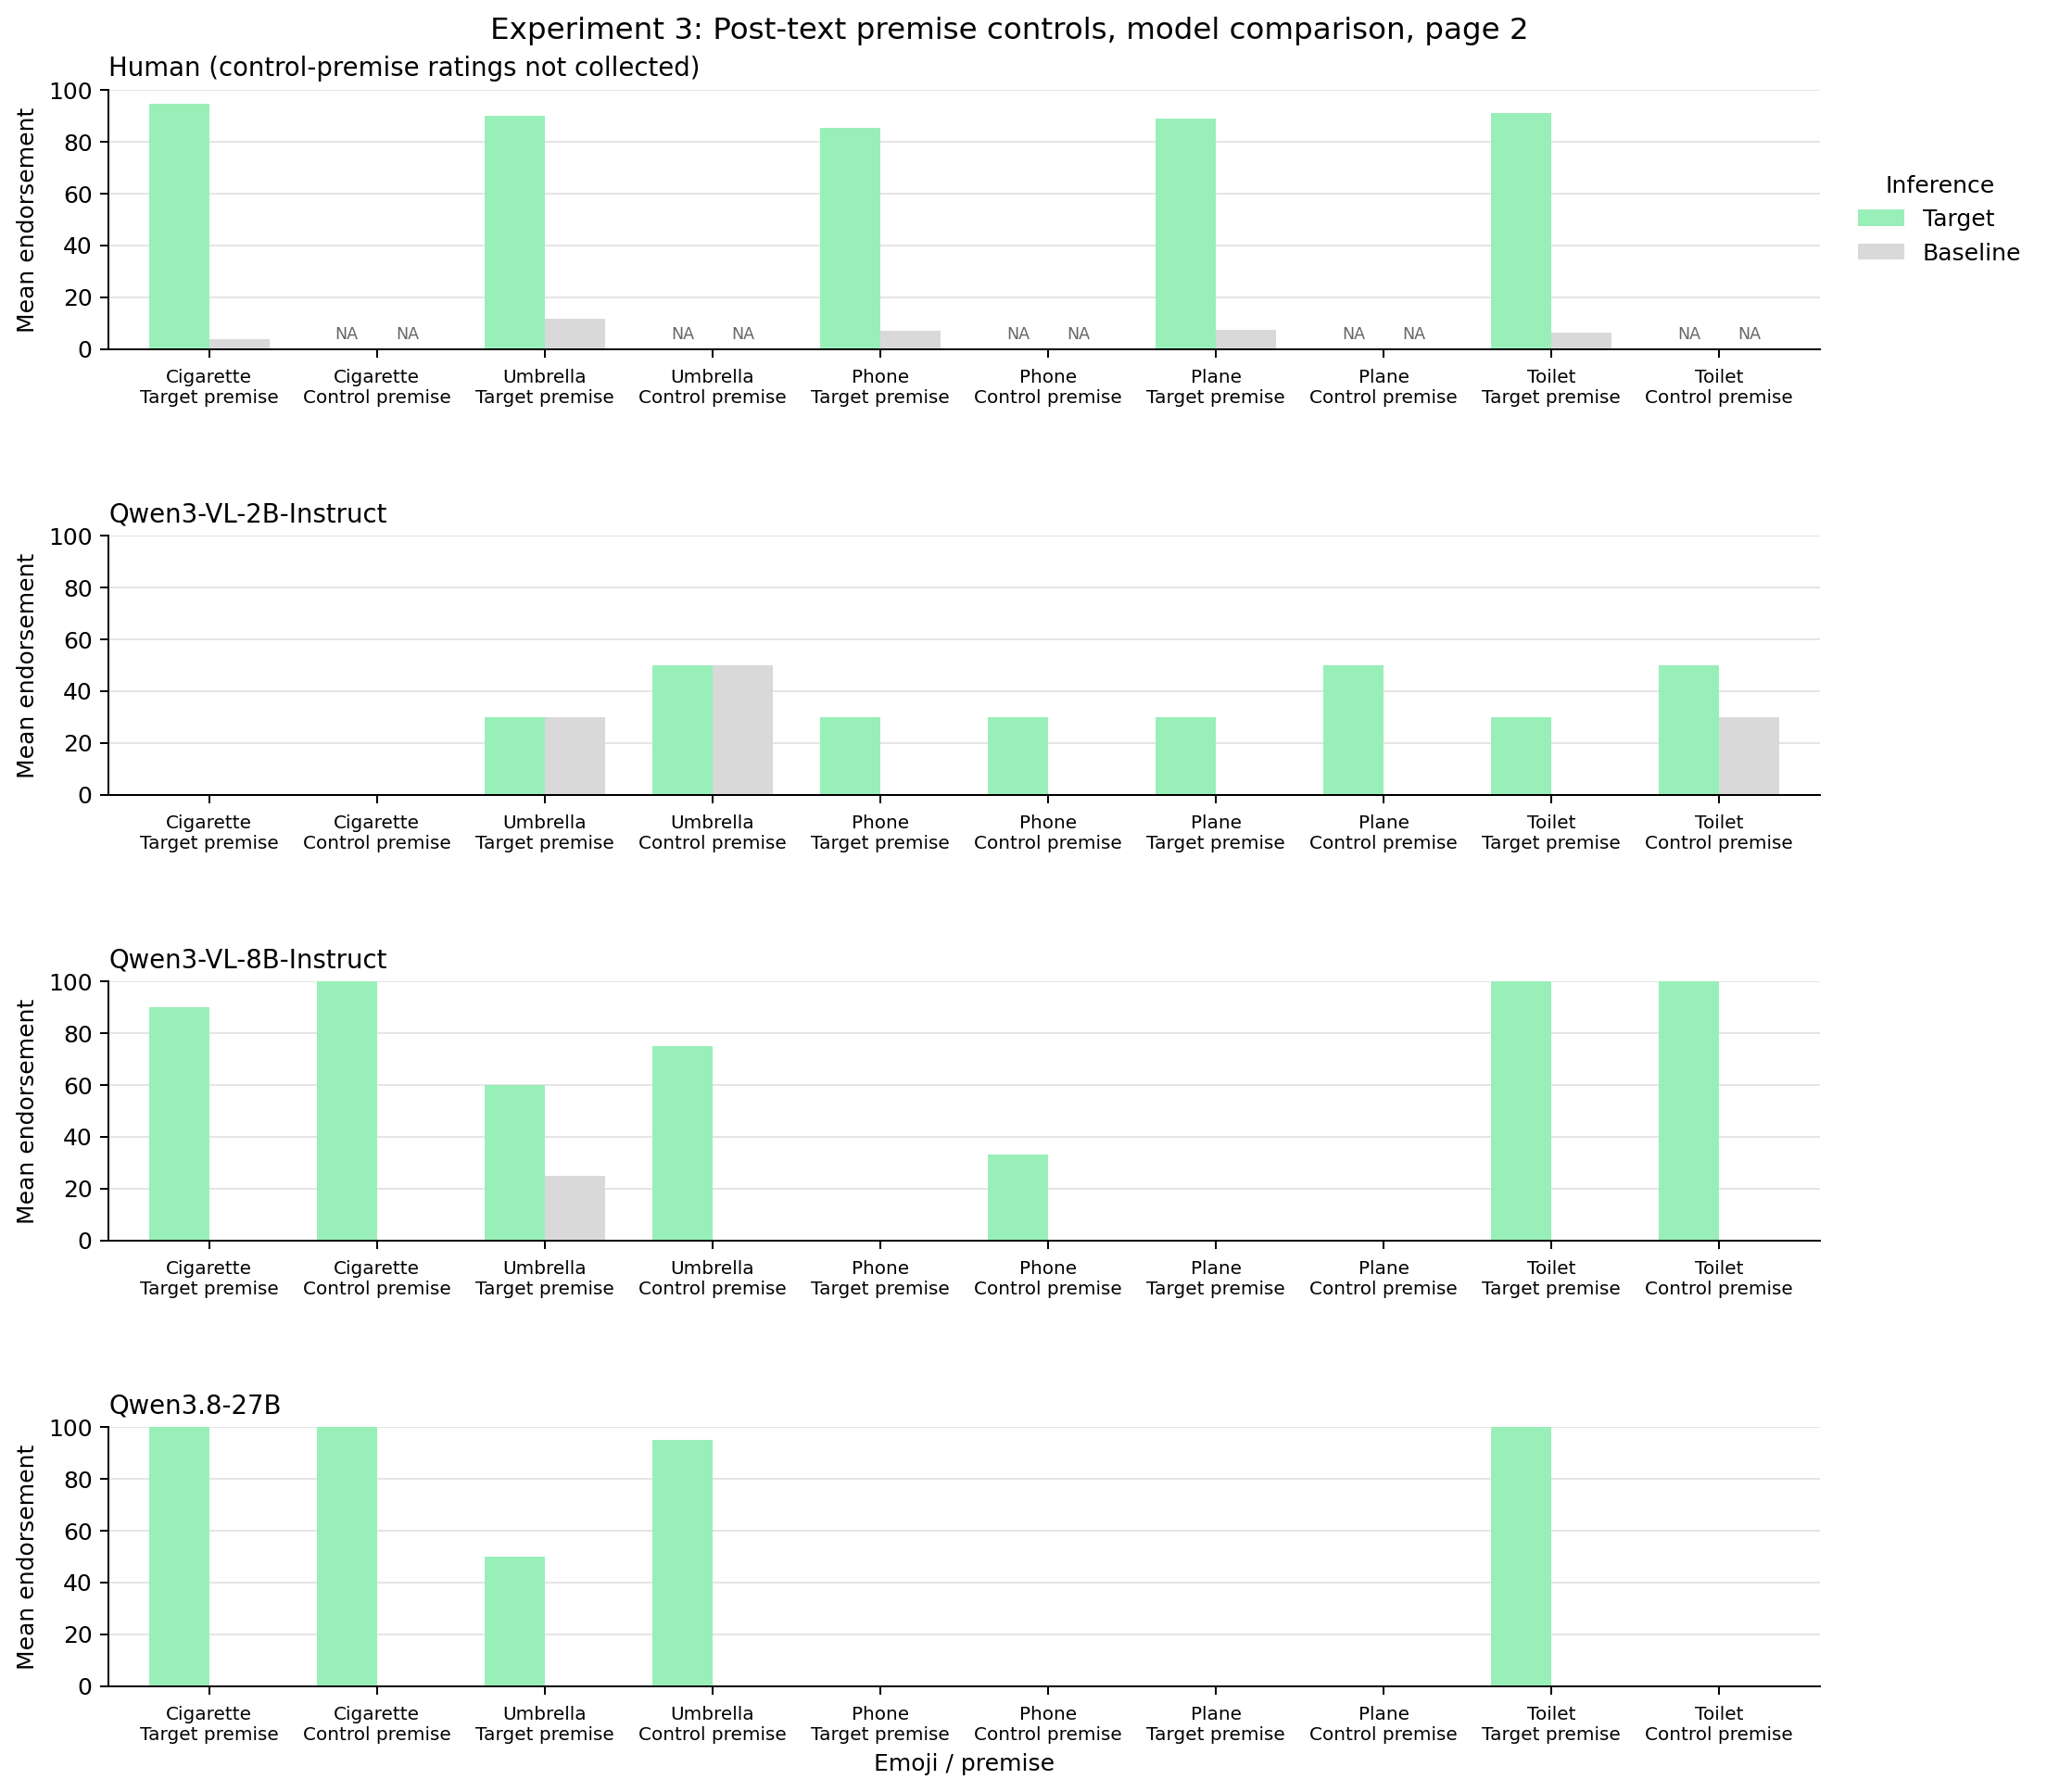 Experiment 3: Post-text premise controls, model comparison, page 2
Human (control-premise ratings not collected)
Mean endorsement
100
80
60
40
20
0
NA NA NA NA NA NA NA NA NA NA
Cigarette Cigarette Umbrella Umbrella Phone Phone Plane Plane Toilet Toilet
Target premise Control premise Target premise Control premise Target premise Control premise Target premise Control premise Target premise Control premise
Inference
Target
Baseline
Qwen3-VL-2B-Instruct
Mean endorsement
100
80
60
40
20
0
Cigarette Cigarette Umbrella Umbrella Phone Phone Plane Plane Toilet Toilet
Target premise Control premise Target premise Control premise Target premise Control premise Target premise Control premise Target premise Control premise
Qwen3-VL-8B-Instruct
Mean endorsement
100
80
60
40
20
0
Cigarette Cigarette Umbrella Umbrella Phone Phone Plane Plane Toilet Toilet
Target premise Control premise Target premise Control premise Target premise Control premise Target premise Control premise Target premise Control premise
Qwen3.8-27B
Mean endorsement
100
80
60
40
20
0
Cigarette Cigarette Umbrella Umbrella Phone Phone Plane Plane Toilet Toilet
Target premise Control premise Target premise Control premise Target premise Control premise Target premise Control premise Target premise Control premise
Emoji / premise